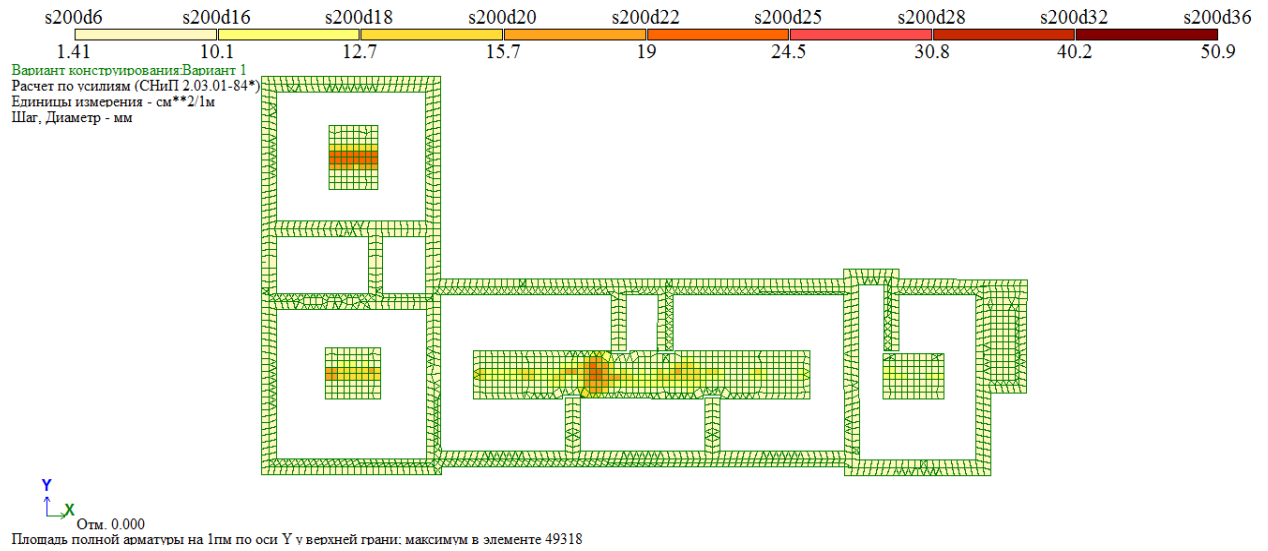 s200d6 s200d16 s200d18 s200d20 s200d22 s200d25 s200d28 s200d32 s200d36
1.41 10.1 12.7 15.7 19 24.5 30.8 40.2 50.9
Вариант конструирования:Вариант 1
Расчет по усилиям (СНиП 2.03.01-84*)
Единицы измерения - см**2/1м
Шаг, Диаметр - мм
Y
X
Отм. 0.000
Площадь полной арматуры на 1пм по оси Y у верхней грани; максимум в элементе 49318